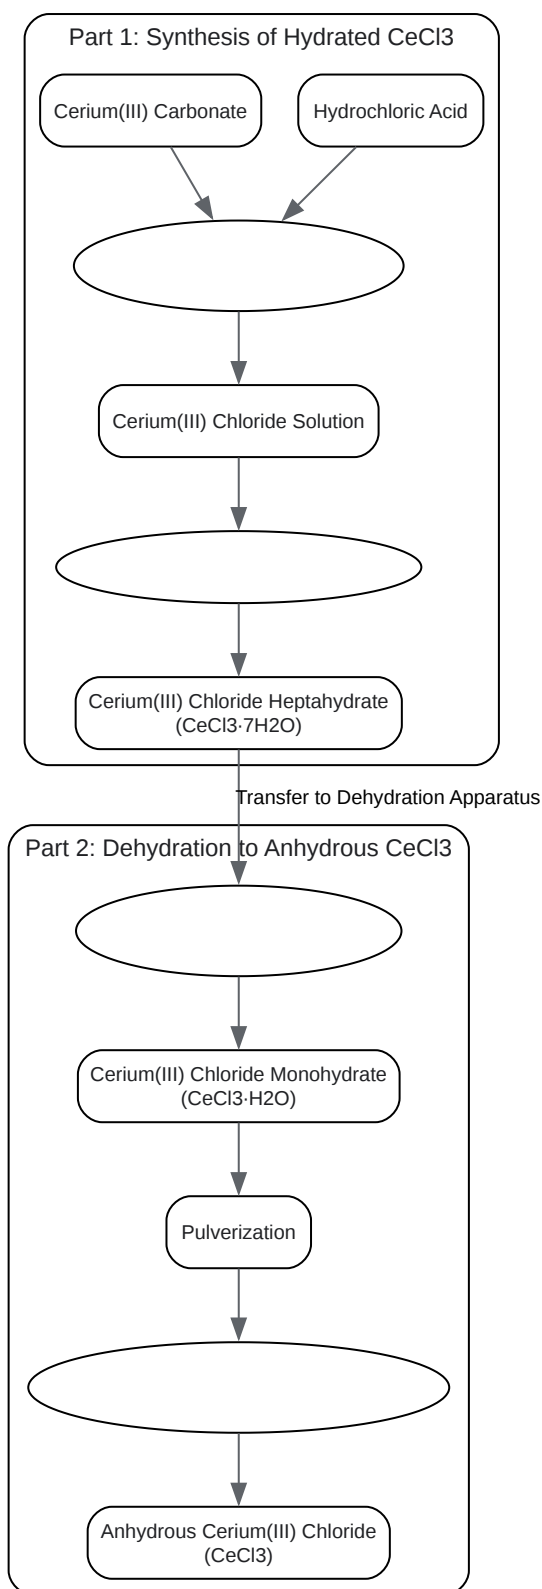 Part 1: Synthesis of Hydrated CeCl3
Cerium(III) Carbonate
Hydrochloric Acid
Cerium(III) Chloride Solution
Cerium(III) Chloride Heptahydrate
(CeCl3·7H2O)
Transfer to Dehydration Apparatus
Part 2: Dehydration to Anhydrous CeCl3
Cerium(III) Chloride Monohydrate
(CeCl3·H2O)
Pulverization
Anhydrous Cerium(III) Chloride
(CeCl3)